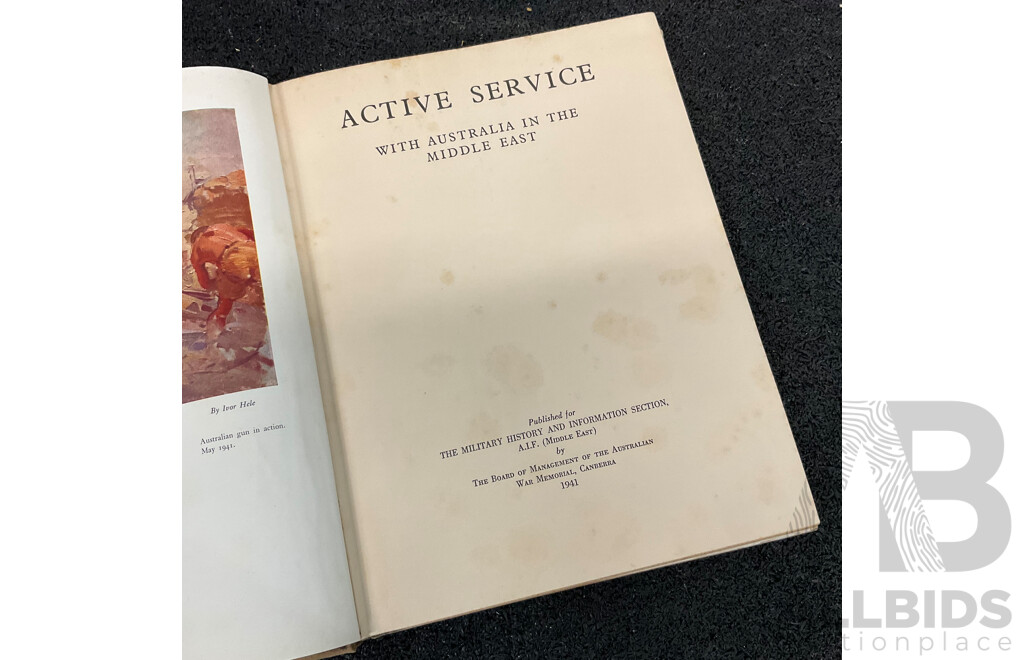 By Ivor Hele
Australian gun in action.
May 1941.
ACTIVE SERVICE
WITH AUSTRALIA IN THE
MIDDLE EAST
Published for
THE MILITARY HISTORY AND INFORMATION SECTION,
A.I.F. (MIDDLE EAST)
by
THE BOARD OF MANAGEMENT OF THE AUSTRALIAN
WAR MEMORIAL, CANBERRA
1941
B
LLBIDS
tionplace